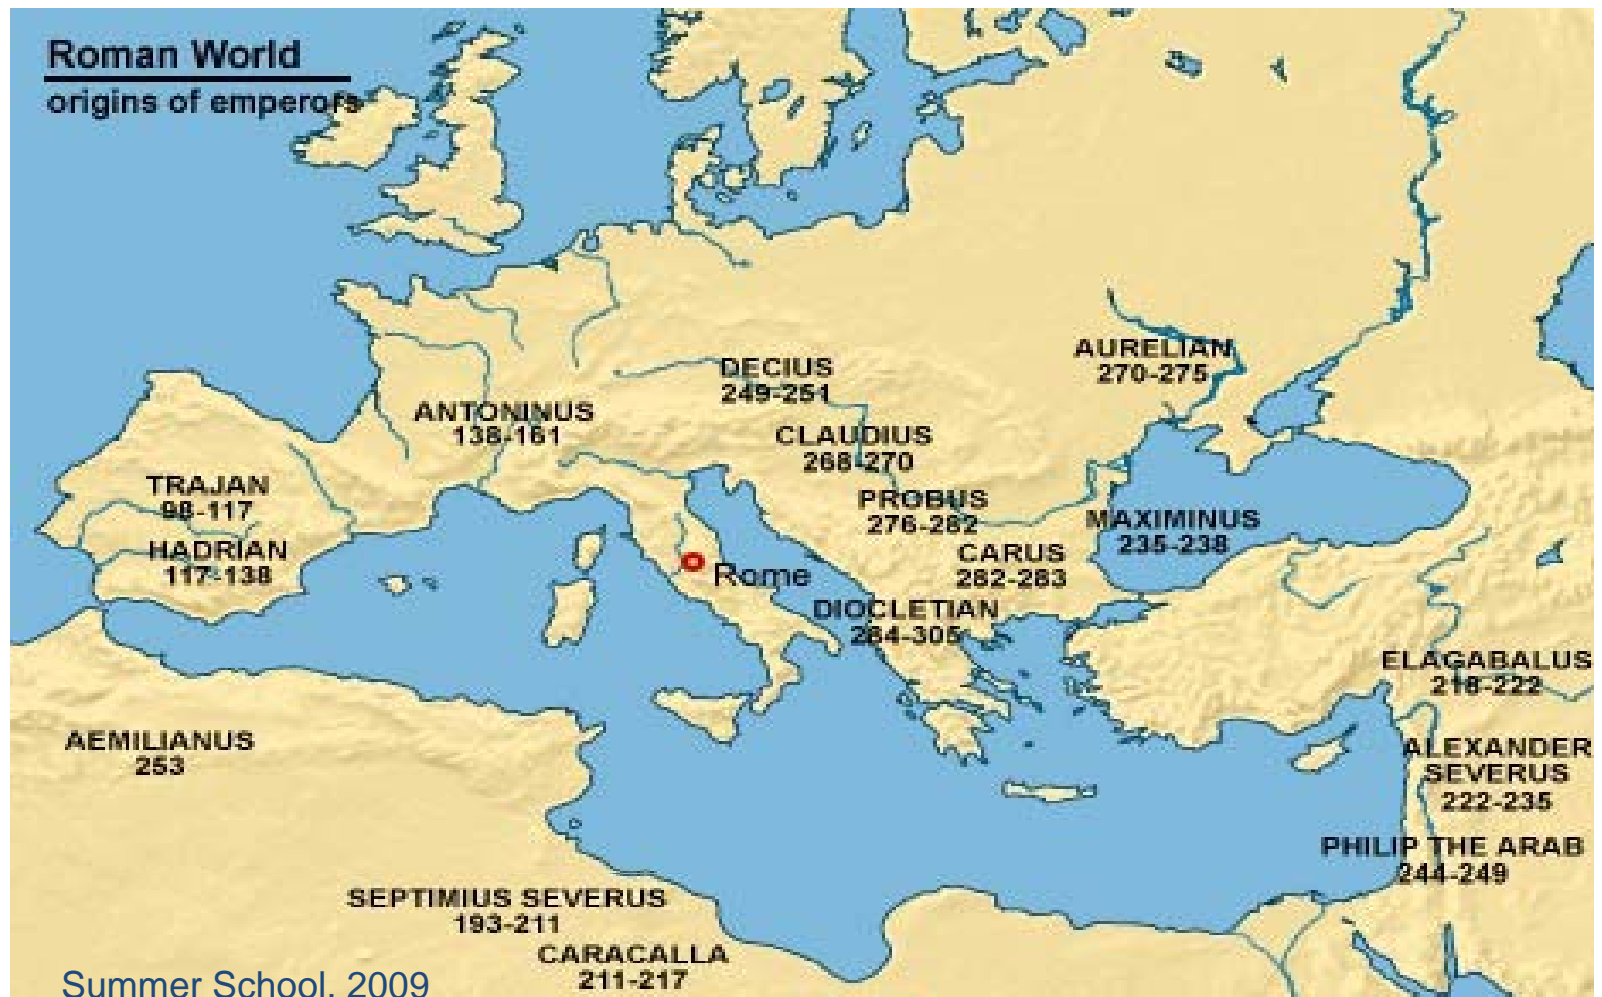 Roman World
origins of emperors
DECIUS
249-251
AURELIAN
270-275
ANTONINUS
138-161
CLAUDIUS
268-270
TRAJAN
98-117
PROBUS
276-282
MAXIMINUS
235-238
HADRIAN
117-138
CARUS
282-283
Rome
DIOCLETIAN
284-305
ELAGABALUS
218-222
AEMILIANUS
253
ALEXANDER
SEVERUS
222-235
PHILIP THE ARAB
244-249
SEPTIMIUS SEVERUS
193-211
CARACALLA
211-217
Summer School, 2009